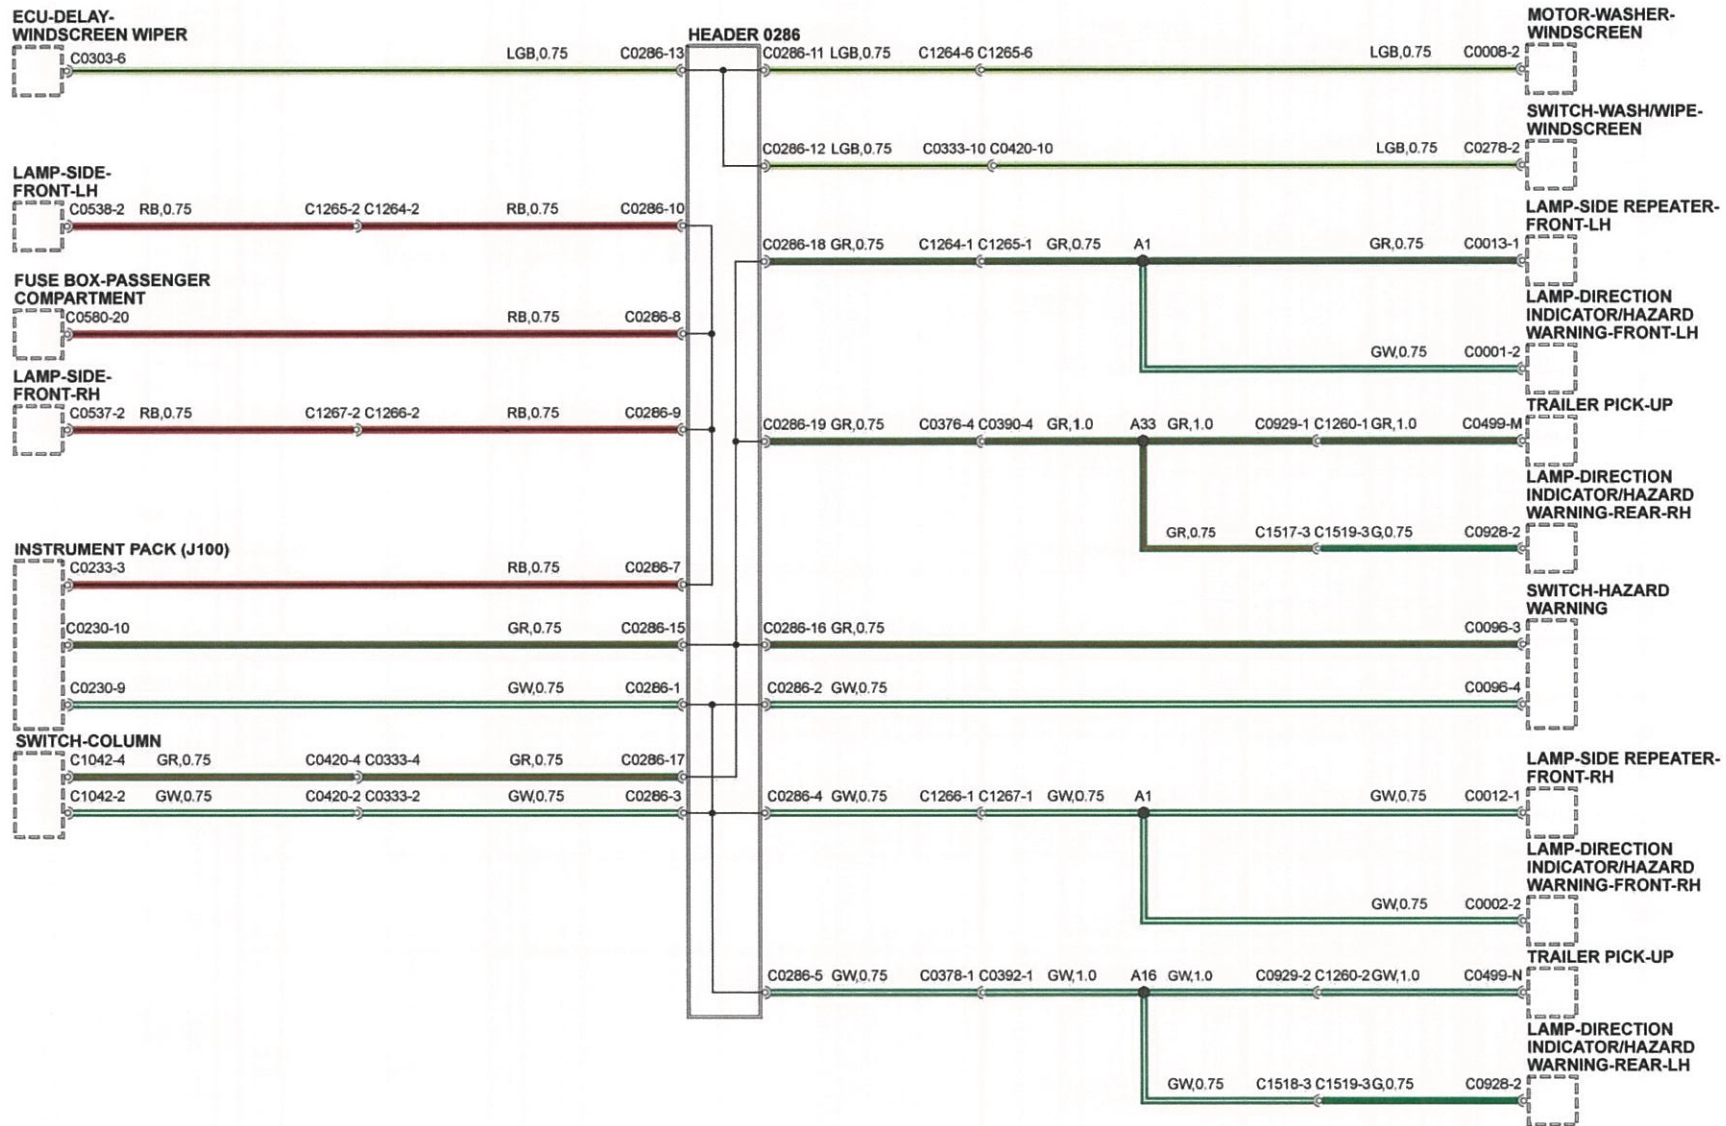 ECU-DELAY-
WINDSCREEN WIPER
C0303-6 LGB,0.75 C0286-13
HEADER 0286
C0286-11 LGB,0.75 C1264-6 C1265-6 LGB,0.75 C0008-2
MOTOR-WASHER-
WINDSCREEN
SWITCH-WASH/WIPE-
WINDSCREEN
C0286-12 LGB,0.75 C0333-10 C0420-10 LGB,0.75 C0278-2
LAMP-SIDE-
FRONT-LH
C0538-2 RB,0.75 C1265-2 C1264-2 RB,0.75 C0286-10
LAMP-SIDE REPEATER-
FRONT-LH
C0286-18 GR,0.75 C1264-1 C1265-1 GR,0.75 A1 GR,0.75 C0013-1
FUSE BOX-PASSENGER
COMPARTMENT
C0580-20 RB,0.75 C0286-8
LAMP-DIRECTION
INDICATOR/HAZARD
WARNING-FRONT-LH
GW,0.75 C0001-2
LAMP-SIDE-
FRONT-RH
C0537-2 RB,0.75 C1267-2 C1266-2 RB,0.75 C0286-9
TRAILER PICK-UP
C0286-19 GR,0.75 C0376-4 C0390-4 GR,1.0 A33 GR,1.0 C0929-1 C1260-1 GR,1.0 C0499-M
LAMP-DIRECTION
INDICATOR/HAZARD
WARNING-REAR-RH
GR,0.75 C1517-3 C1519-3 G,0.75 C0928-2
INSTRUMENT PACK (J100)
C0233-3 RB,0.75 C0286-7
C0230-10 GR,0.75 C0286-15
C0230-9 GW,0.75 C0286-1
SWITCH-HAZARD
WARNING
C0286-16 GR,0.75 C0096-3
C0286-2 GW,0.75 C0096-4
SWITCH-COLUMN
C1042-4 GR,0.75 C0420-4 C0333-4 GR,0.75 C0286-17
C1042-2 GW,0.75 C0420-2 C0333-2 GW,0.75 C0286-3
LAMP-SIDE REPEATER-
FRONT-RH
C0286-4 GW,0.75 C1266-1 C1267-1 GW,0.75 A1 GW,0.75 C0012-1
LAMP-DIRECTION
INDICATOR/HAZARD
WARNING-FRONT-RH
GW,0.75 C0002-2
TRAILER PICK-UP
C0286-5 GW,0.75 C0378-1 C0392-1 GW,1.0 A16 GW,1.0 C0929-2 C1260-2 GW,1.0 C0499-N
LAMP-DIRECTION
INDICATOR/HAZARD
WARNING-REAR-LH
GW,0.75 C1518-3 C1519-3 G,0.75 C0928-2